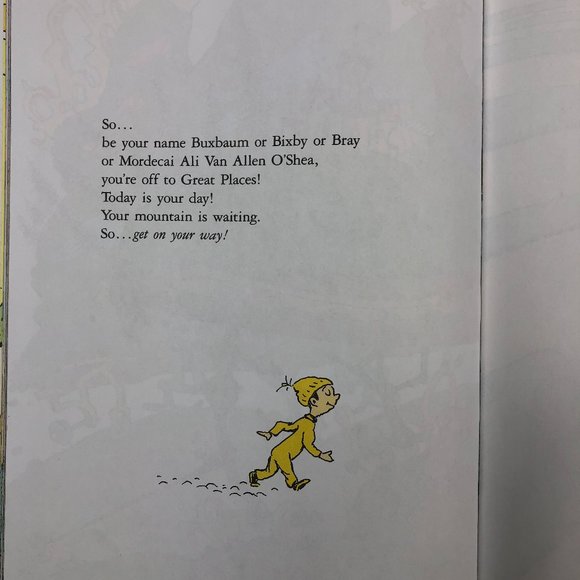 So...
be your name Buxbaum or Bixby or Bray
or Mordecai Ali Van Allen O'Shea,
you're off to Great Places!
Today is your day!
Your mountain is waiting.
So...get on your way!